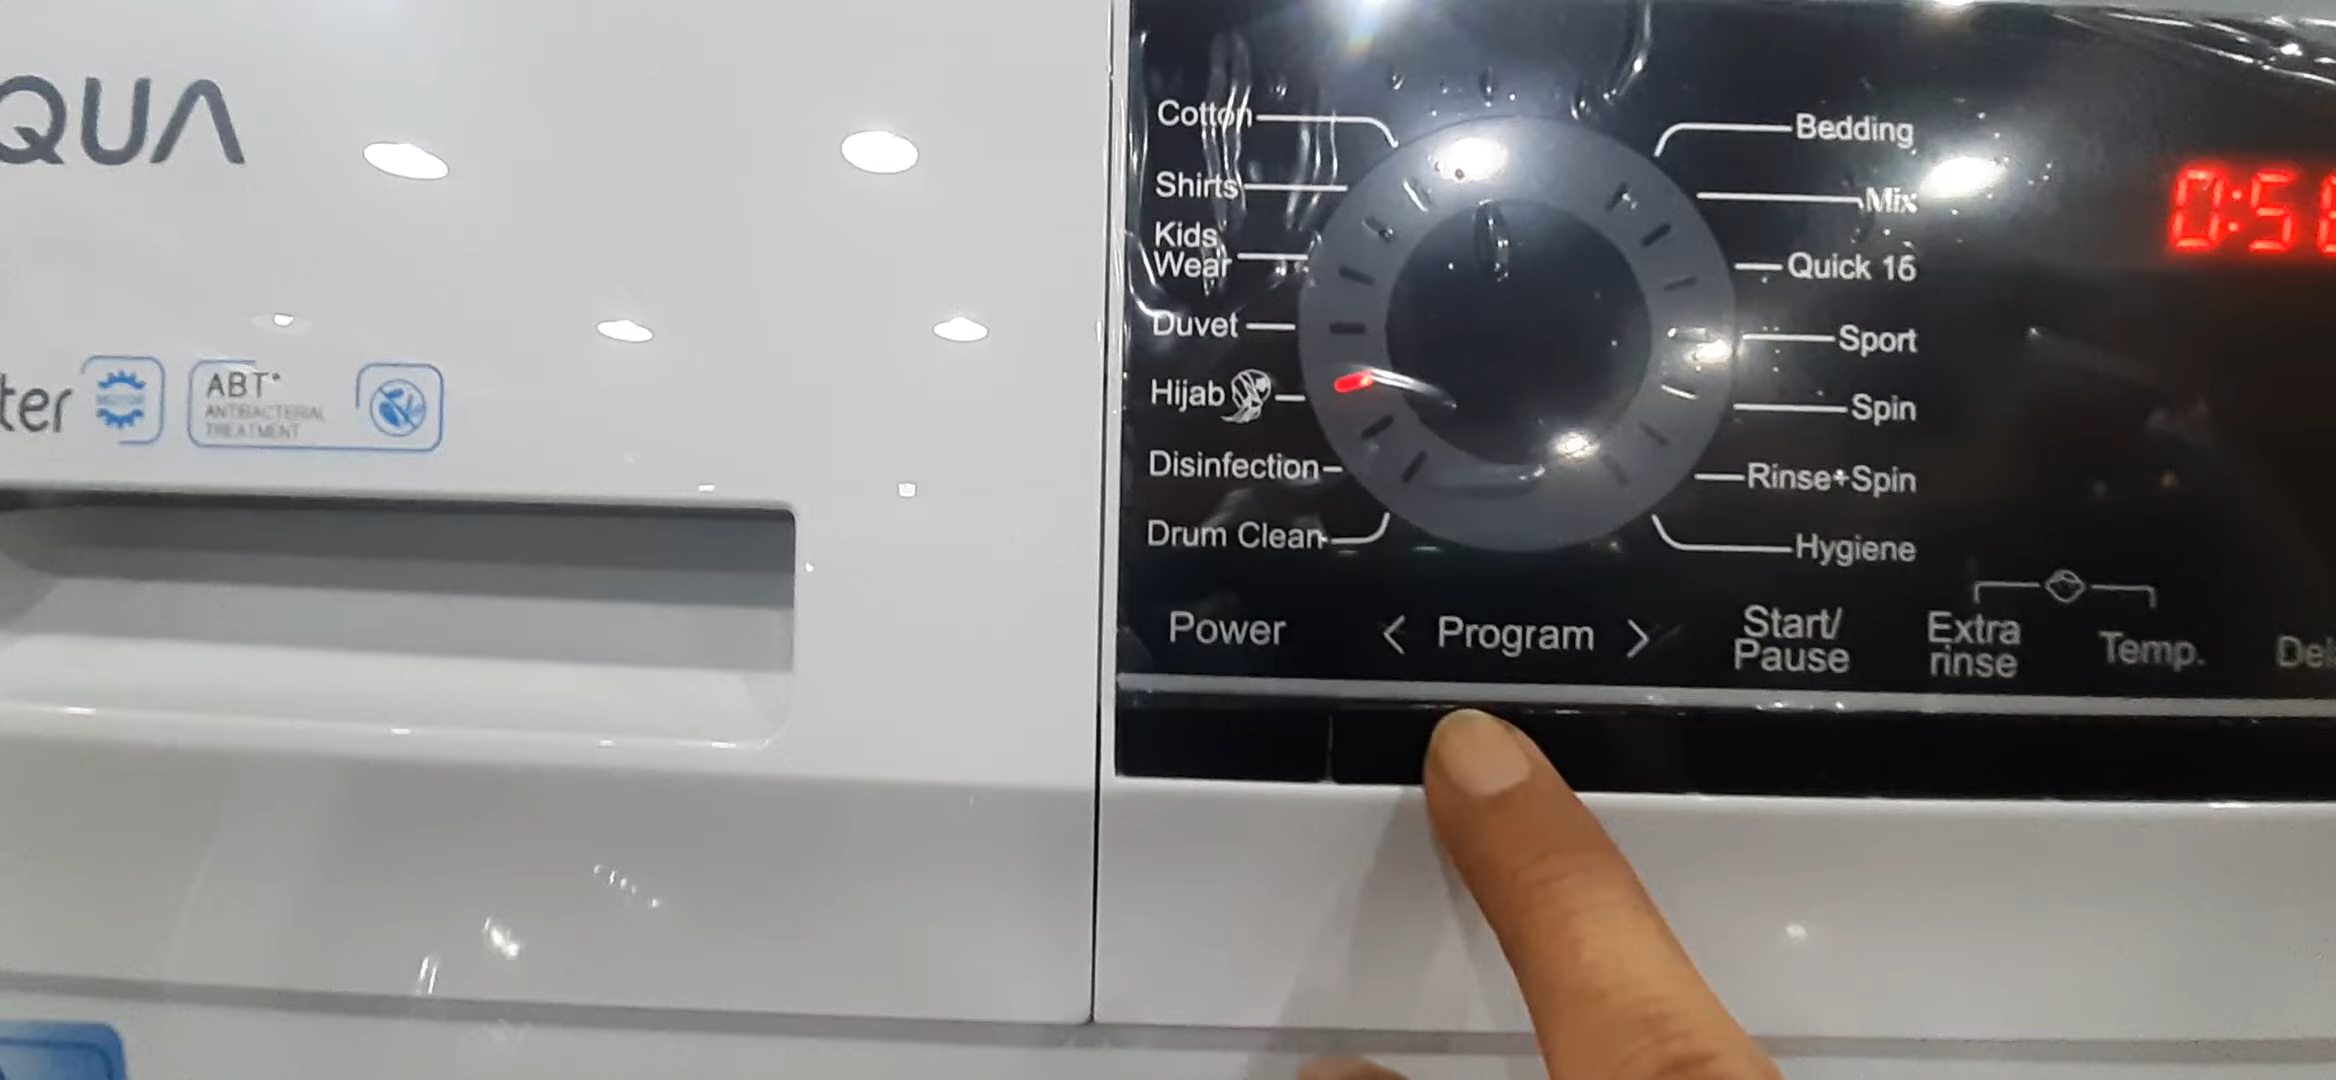 QUA
ter
ABT
ANTIBACTERIAL
TREATMENT
Cotton
Shirts
Kids
Wear
Duvet
Hijab
Disinfection
Drum Clean
Bedding
Mix
Quick 15
Sport
Spin
Rinse+Spin
Hygiene
0:5
Power
< Program >
Start/
Pause
Extra
rinse
Temp.
Del